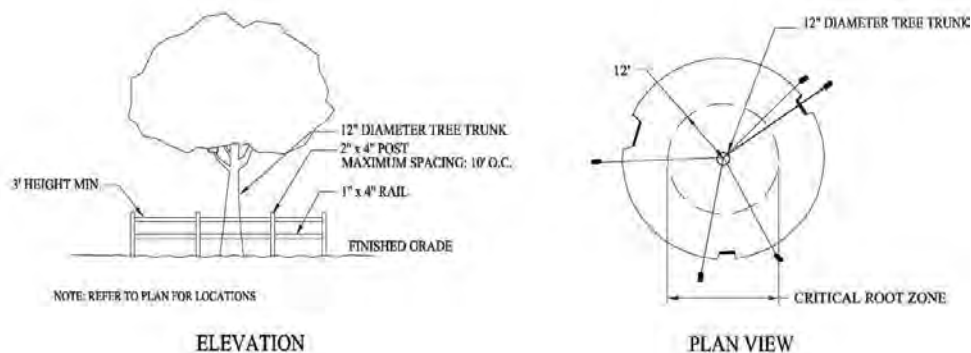 12" DIAMETER TREE TRUNK
2" x 4" POST
MAXIMUM SPACING: 10' O.C.
3' HEIGHT MIN.
1" x 4" RAIL
FINISHED GRADE
NOTE: REFER TO PLAN FOR LOCATIONS
ELEVATION
12" DIAMETER TREE TRUNK
12'
CRITICAL ROOT ZONE
PLAN VIEW